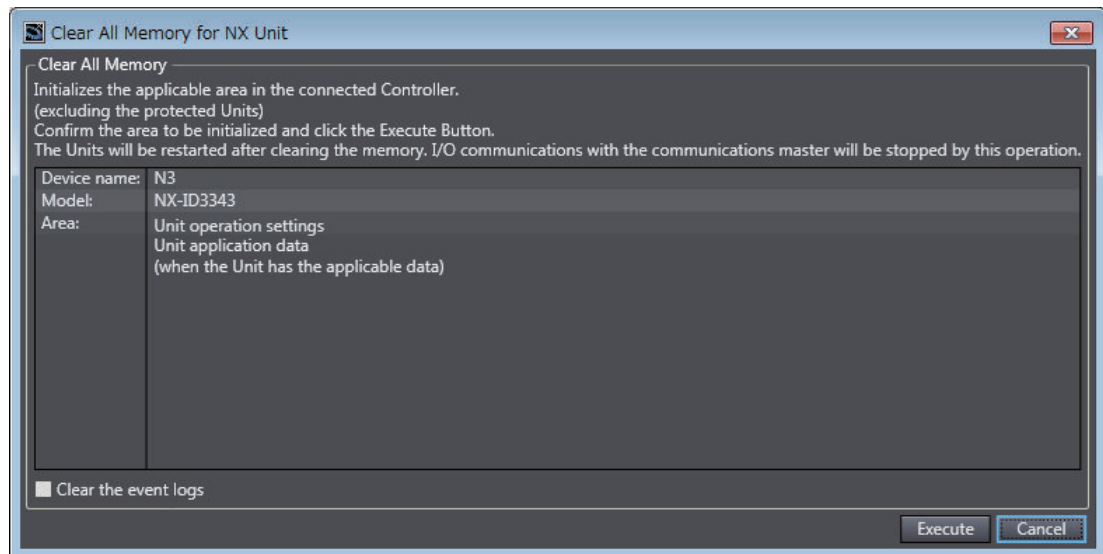 Clear All Memory for NX Unit
Clear All Memory
Initializes the applicable area in the connected Controller.
(excluding the protected Units)
Confirm the area to be initialized and click the Execute Button.
The Units will be restarted after clearing the memory. I/O communications with the communications master will be stopped by this operation.
Device name: N3
Model: NX-ID3343
Area: Unit operation settings
Unit application data
(when the Unit has the applicable data)
Clear the event logs
Execute Cancel